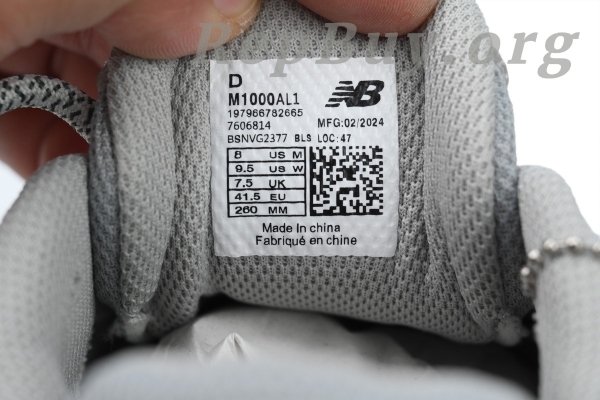 RepBuy.org
D
M1000AL1
NB
197966782665
7606814 MFG:02/2024
BSNVG2377 BLS LOC:47
8 US M
9.5 US W
7.5 UK
41.5 EU
260 MM
Made In china
Fabriqué en chine